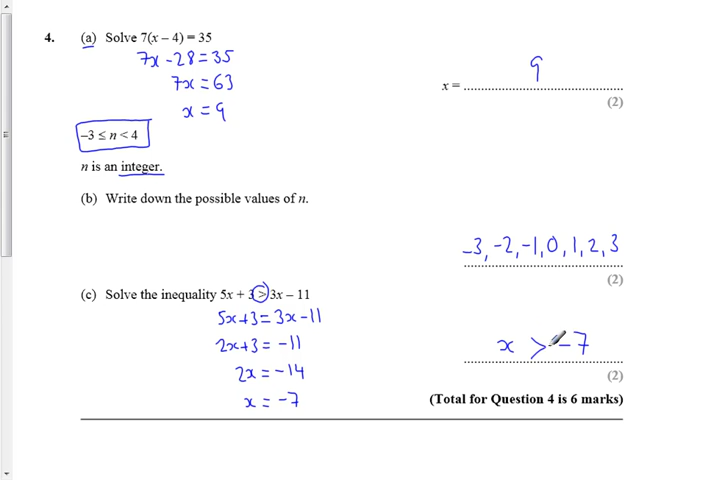 4. (a) Solve 7(x – 4) = 35
7x - 28 = 35
7x = 63
x = 9
x = 9
(2)
–3 ≤ n < 4
n is an integer.
(b) Write down the possible values of n.
-3, -2, -1, 0, 1, 2, 3
(2)
(c) Solve the inequality 5x + 3 > 3x – 11
5x + 3 = 3x - 11
2x + 3 = -11
2x = -14
x = -7
x > -7
(2)
(Total for Question 4 is 6 marks)